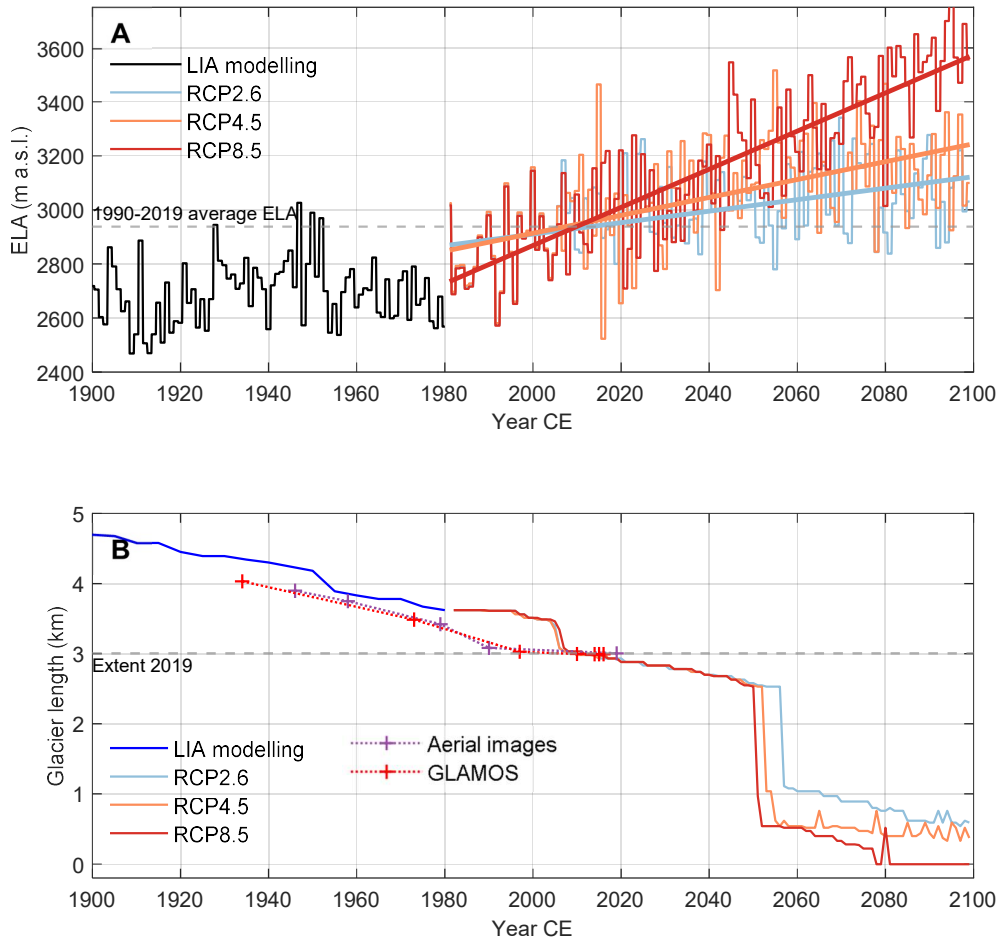 A
3600
3400
3200
3000
2800
2600
2400
ELA (m a.s.l.)
LIA modelling
RCP2.6
RCP4.5
RCP8.5
1990-2019 average ELA
1900 1920 1940 1960 1980 2000 2020 2040 2060 2080 2100
Year CE
B
5
4
3
2
1
0
Glacier length (km)
Extent 2019
LIA modelling
RCP2.6
RCP4.5
RCP8.5
Aerial images
GLAMOS
1900 1920 1940 1960 1980 2000 2020 2040 2060 2080 2100
Year CE